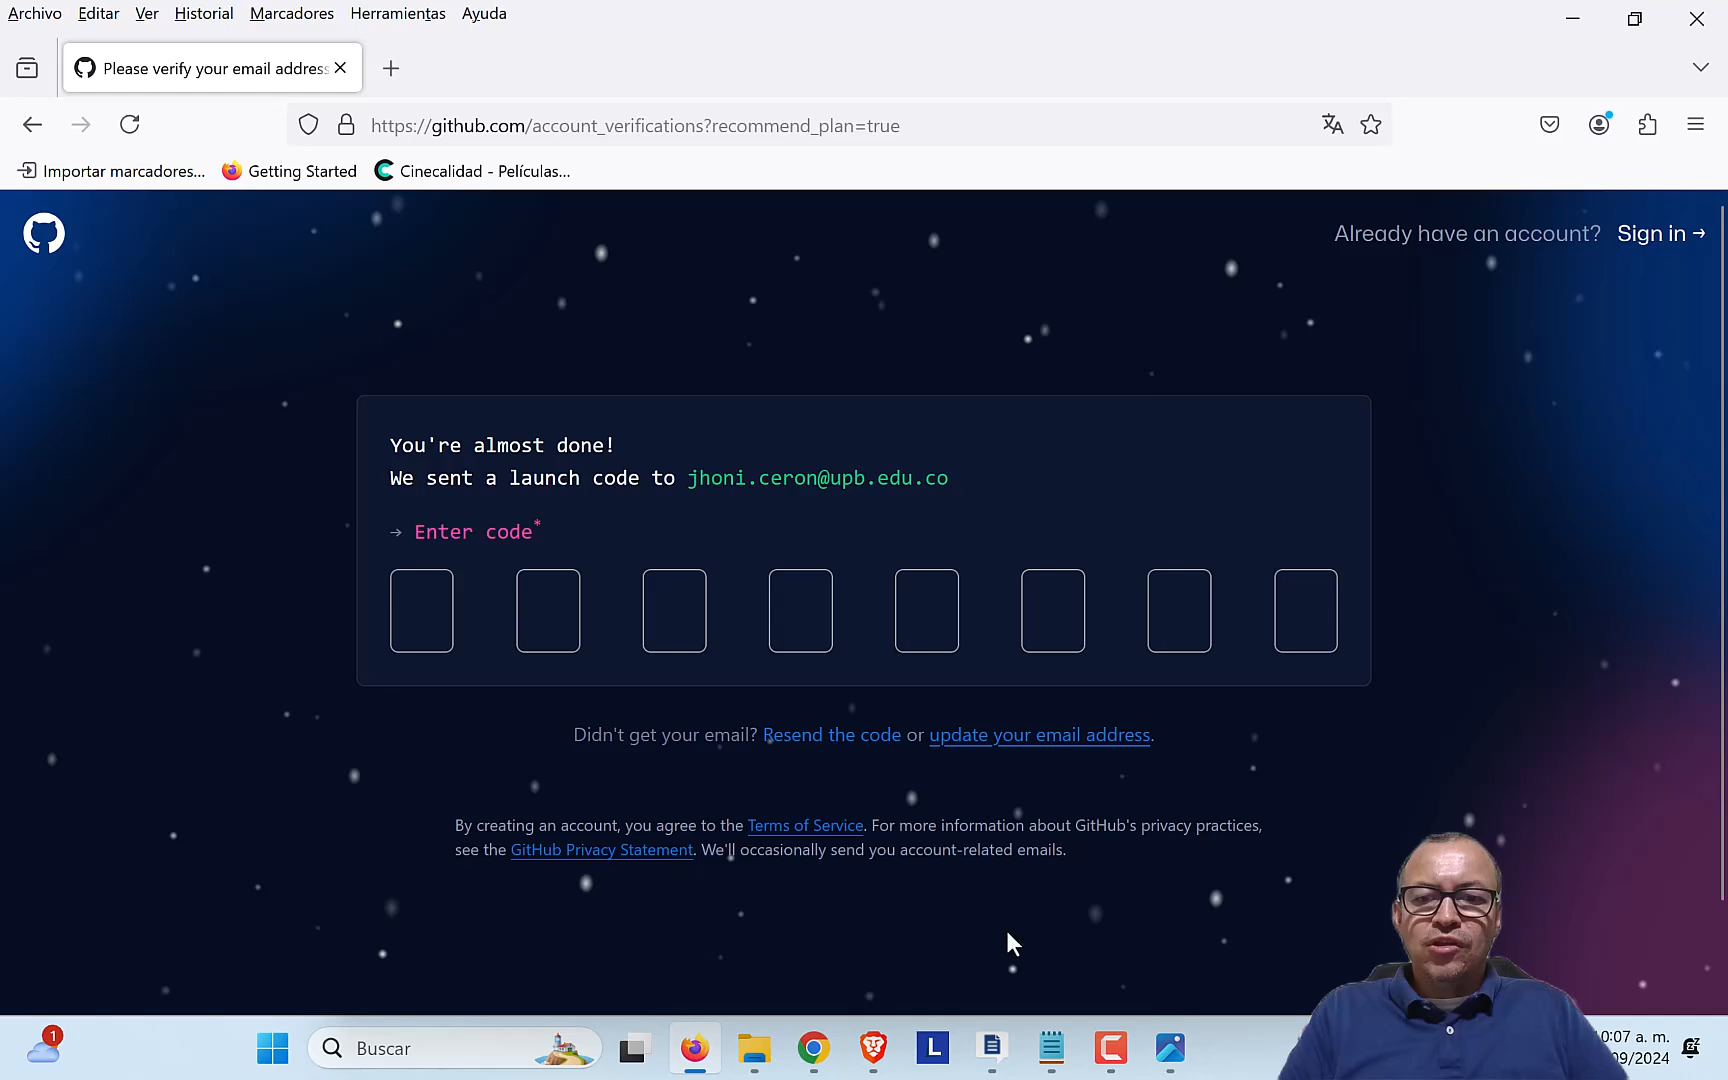 Archivo Editar Ver Historial Marcadores Herramientas Ayuda
Please verify your email address
https://github.com/account_verifications?recommend_plan=true
Importar marcadores... Getting Started Cinecalidad - Películas...
Already have an account? Sign in →
You're almost done!
We sent a launch code to jhoni.ceron@upb.edu.co
→ Enter code*
Didn't get your email? Resend the code or update your email address.
By creating an account, you agree to the Terms of Service. For more information about GitHub's privacy practices,
see the GitHub Privacy Statement. We'll occasionally send you account-related emails.
1
Buscar
L
0:07 a. m.
09/2024